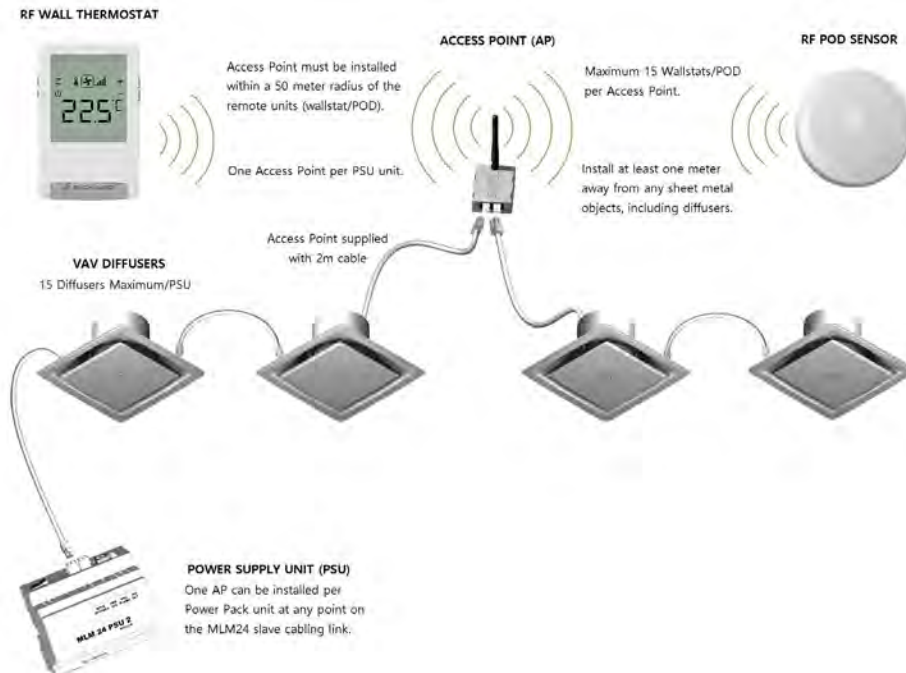 RF WALL THERMOSTAT
22.5°C
Access Point must be installed
within a 50 meter radius of the
remote units (wallstat/POD).
One Access Point per PSU unit.
ACCESS POINT (AP)
Maximum 15 Wallstats/POD
per Access Point.
Install at least one meter
away from any sheet metal
objects, including diffusers.
RF POD SENSOR
Access Point supplied
with 2m cable
VAV DIFFUSERS
15 Diffusers Maximum/PSU
POWER SUPPLY UNIT (PSU)
One AP can be installed per
Power Pack unit at any point on
the MLM24 slave cabling link.
MLM 24 PSU 2